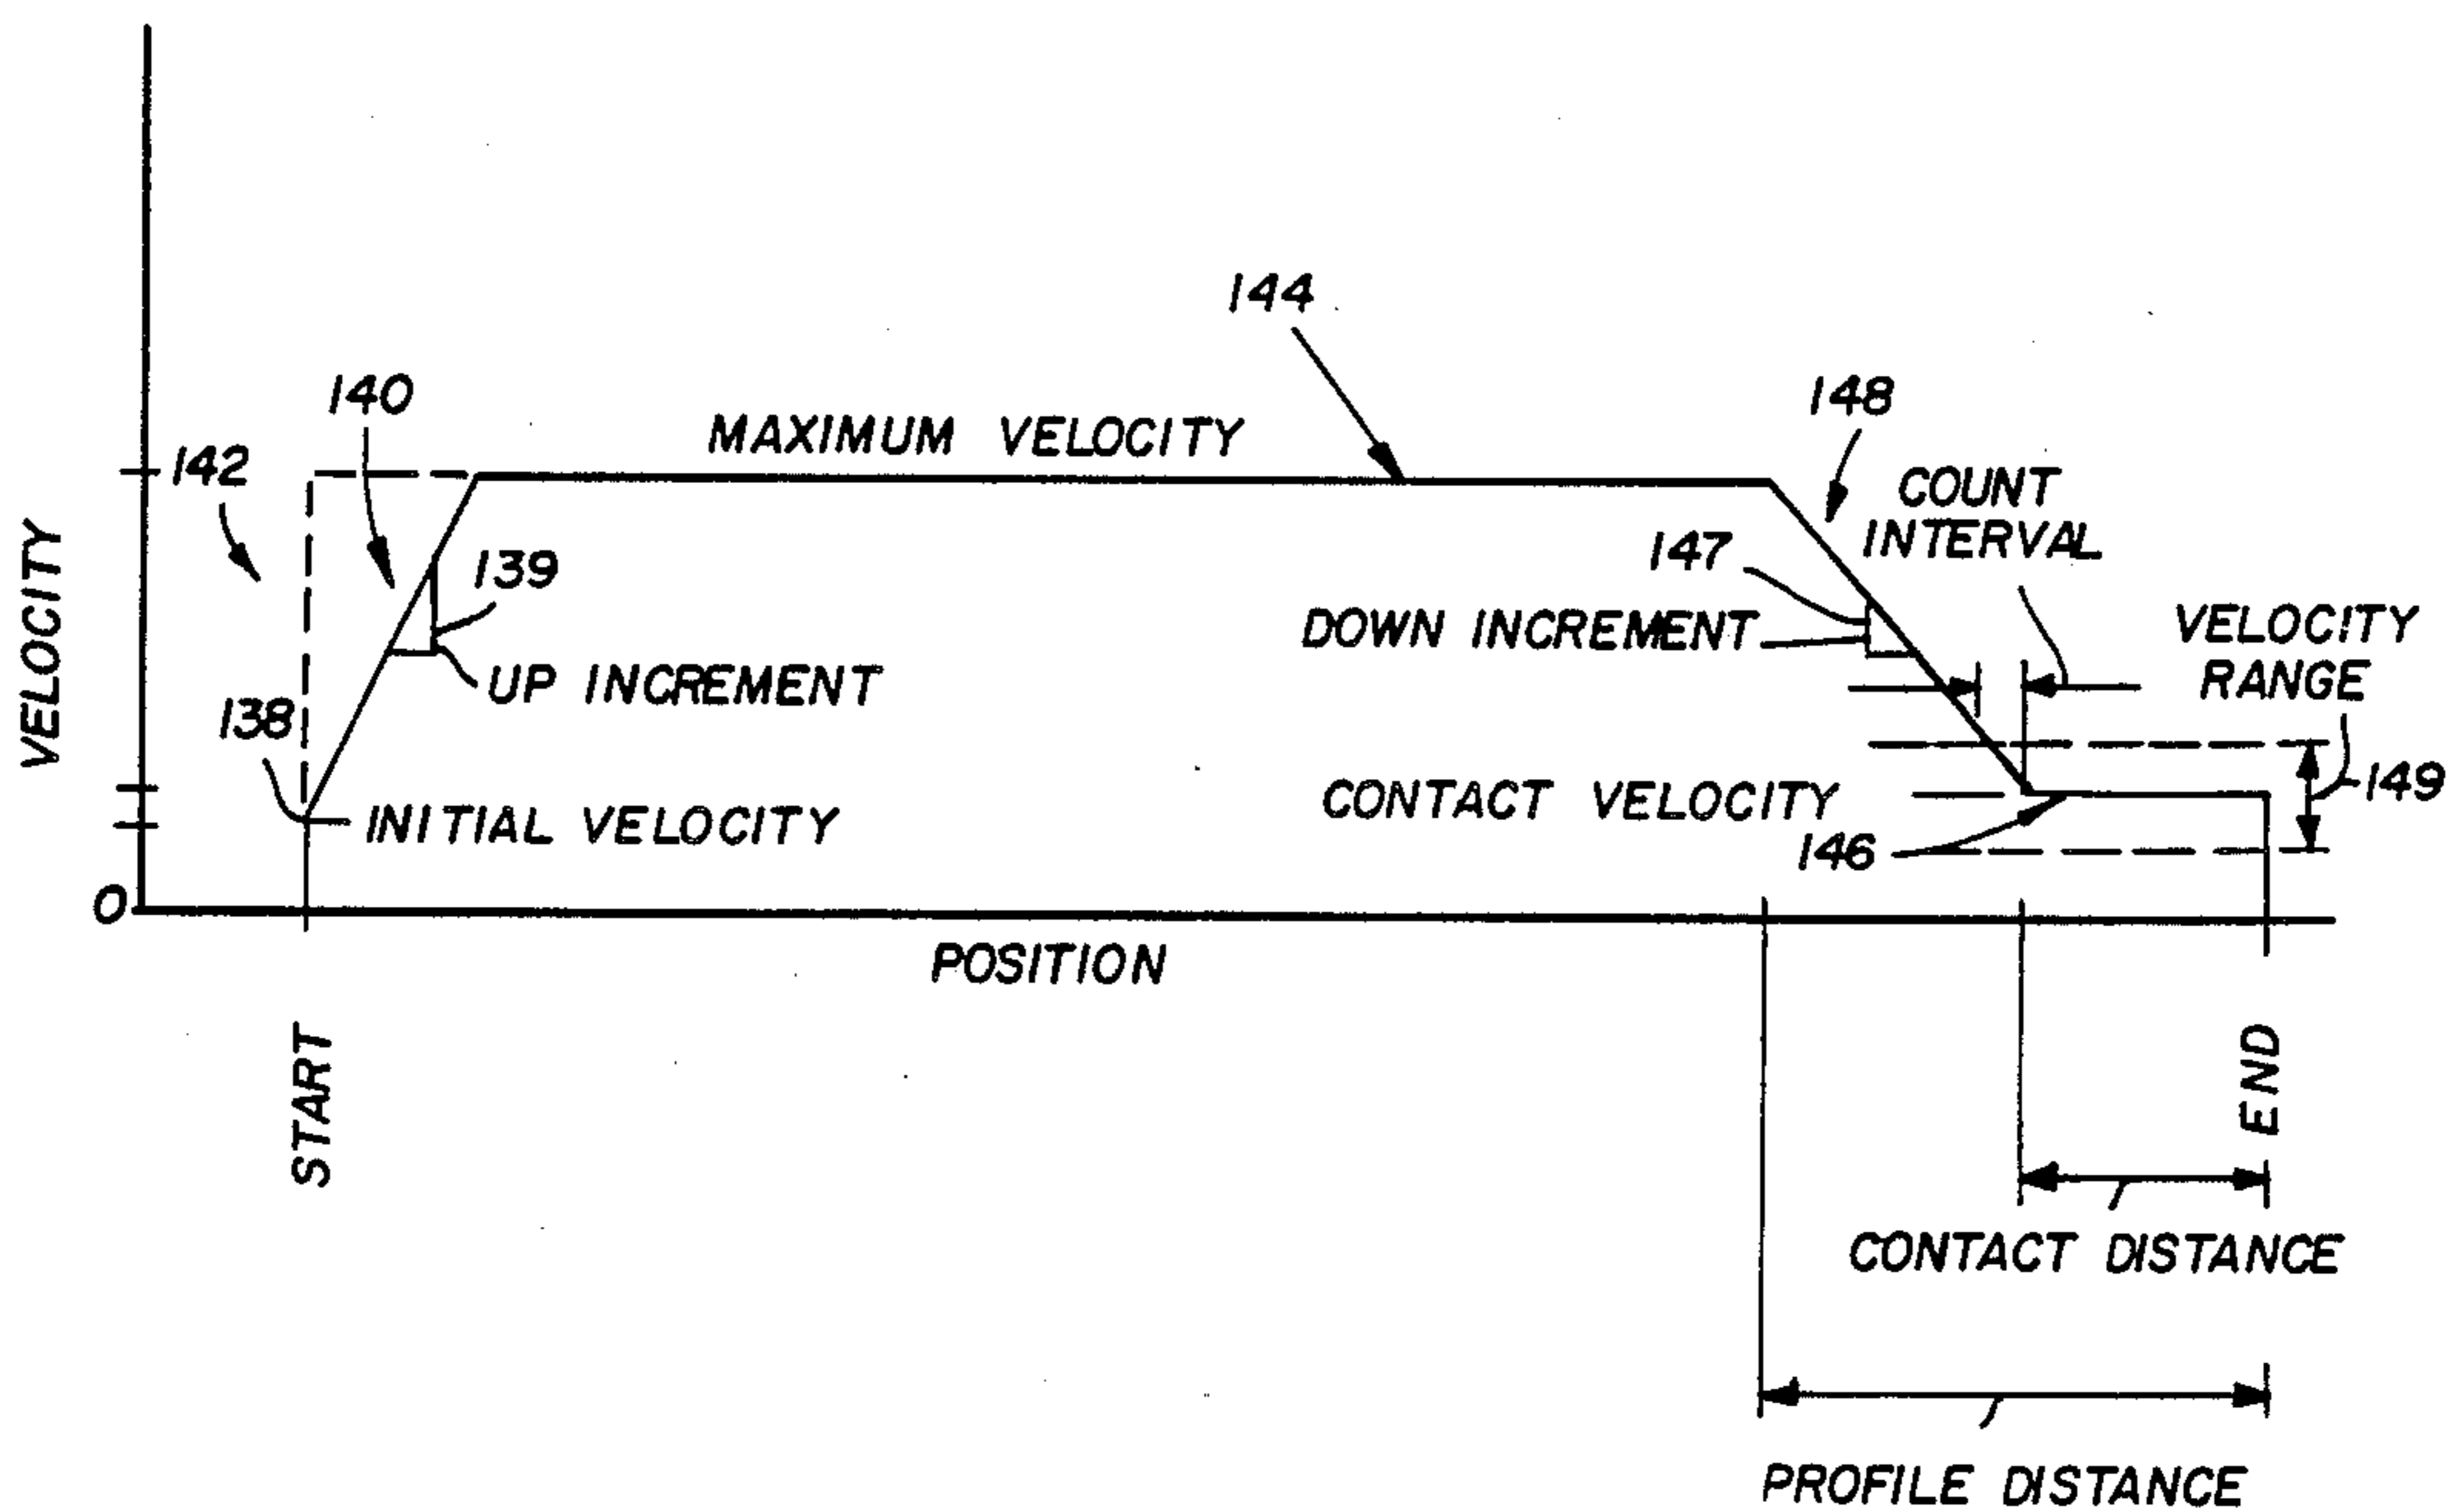 144
140
148
MAXIMUM VELOCITY
142
COUNT
INTERVAL
139
147
VELOCITY
DOWN INCREMENT
VELOCITY
RANGE
UP INCREMENT
138
INITIAL VELOCITY
CONTACT VELOCITY
149
146
0
POSITION
START
END
CONTACT DISTANCE
PROFILE DISTANCE